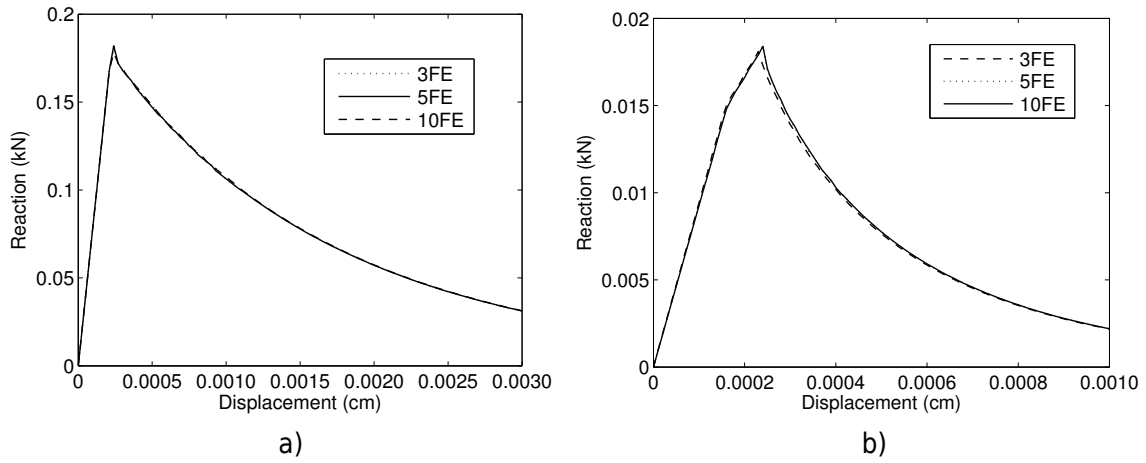 0.2
0.15
0.1
0.05
0
Reaction (kN)
3FE
5FE
10FE
0 0.0005 0.0010 0.0015 0.0020 0.0025 0.0030
Displacement (cm)
a)
0.02
0.015
0.01
0.005
0
Reaction (kN)
3FE
5FE
10FE
0 0.0002 0.0004 0.0006 0.0008 0.0010
Displacement (cm)
b)